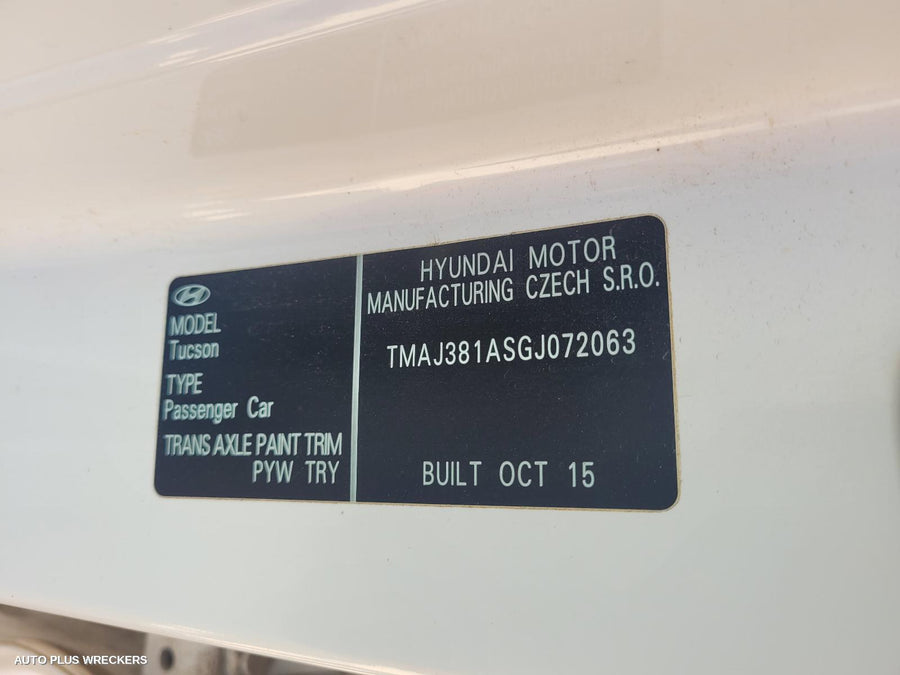 MODEL
Tucson
TYPE
Passenger Car
TRANS AXLE PAINT TRIM
PYW TRY
HYUNDAI MOTOR
MANUFACTURING CZECH S.R.O.
TMAJ381ASGJ072063
BUILT OCT 15
AUTO PLUS WRECKERS